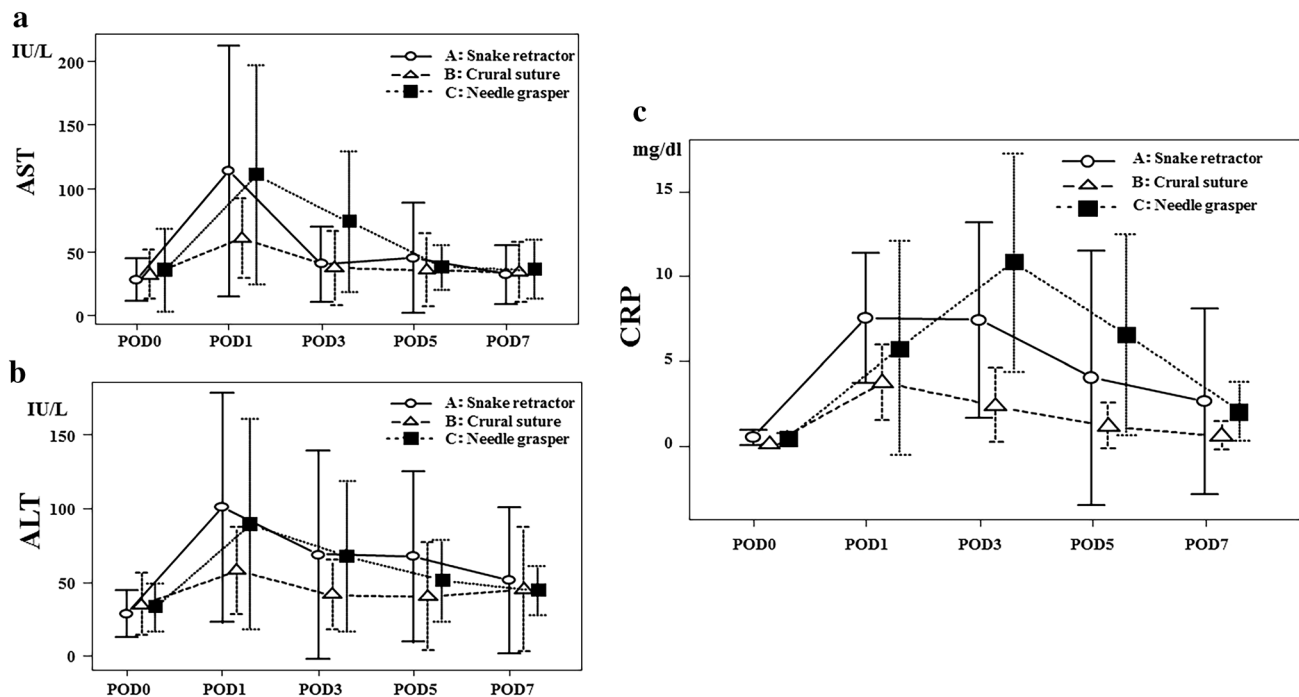 a
IU/L
AST
200
150
100
50
0
A: Snake retractor
B: Crural suture
C: Needle grasper
POD0 POD1 POD3 POD5 POD7
b
IU/L
ALT
150
100
50
0
A: Snake retractor
B: Crural suture
C: Needle grasper
POD0 POD1 POD3 POD5 POD7
c
mg/dl
CRP
15
10
5
0
A: Snake retractor
B: Crural suture
C: Needle grasper
POD0 POD1 POD3 POD5 POD7